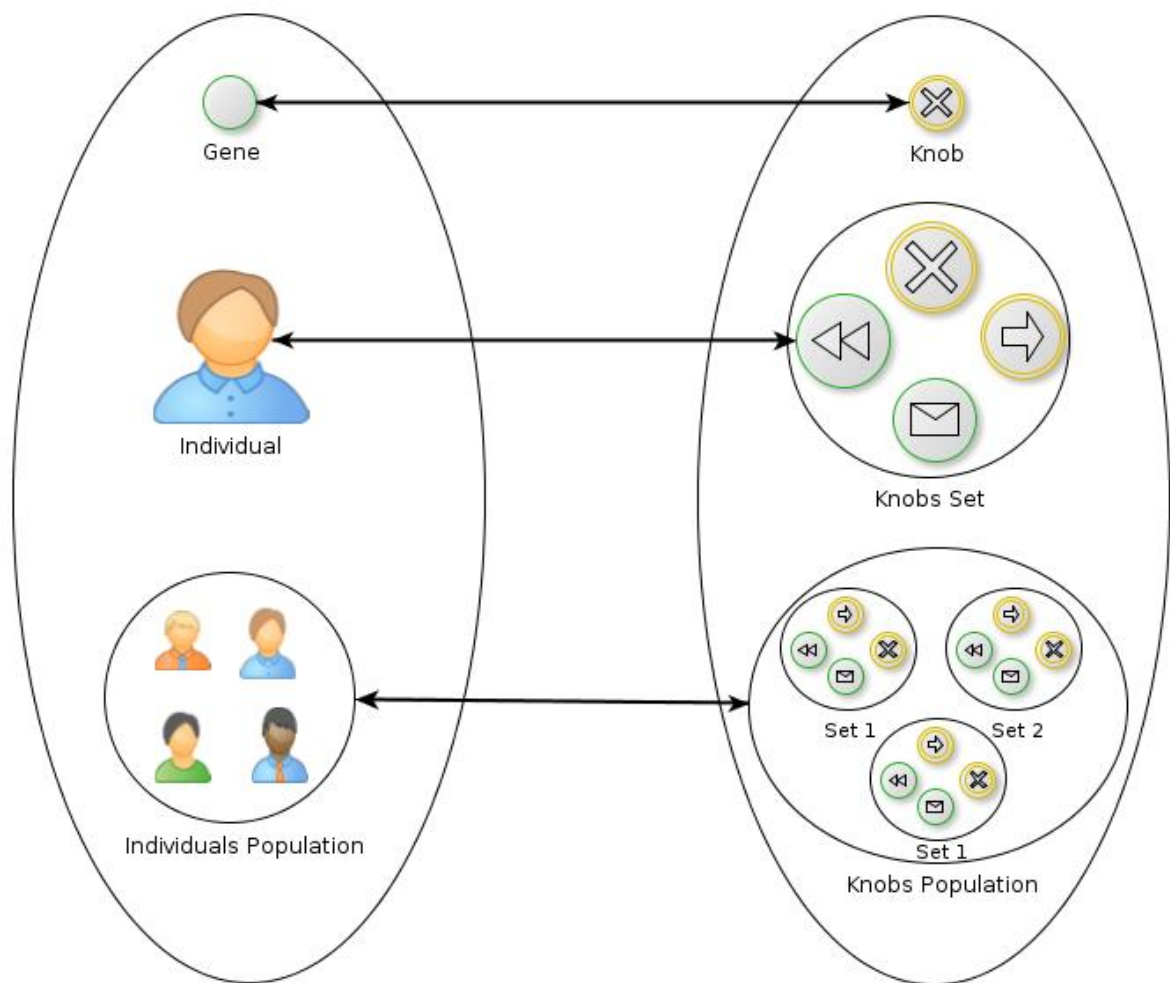 Gene
Knob
Individual
Knobs Set
Set 1
Set 2
Set 1
Individuals Population
Knobs Population